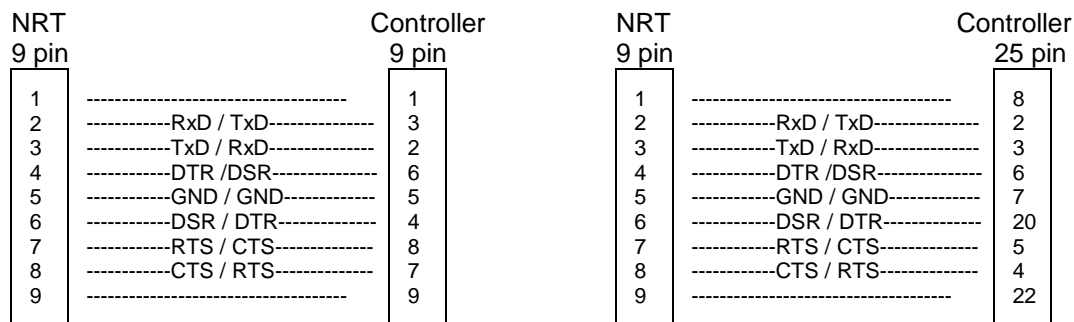 NRT Controller NRT Controller
9 pin 9 pin 9 pin 25 pin
1 ------------------------------------- 1 1 ------------------------------------- 8
2 ------------RxD / TxD--------------- 3 2 ------------RxD / TxD--------------- 2
3 ------------TxD / RxD--------------- 2 3 ------------TxD / RxD--------------- 3
4 ------------DTR /DSR--------------- 6 4 ------------DTR /DSR--------------- 6
5 ------------GND / GND------------- 5 5 ------------GND / GND------------- 7
6 ------------DSR / DTR-------------- 4 6 ------------DSR / DTR-------------- 20
7 ------------RTS / CTS-------------- 8 7 ------------RTS / CTS-------------- 5
8 ------------CTS / RTS-------------- 7 8 ------------CTS / RTS-------------- 4
9 ------------------------------------- 9 9 ------------------------------------- 22